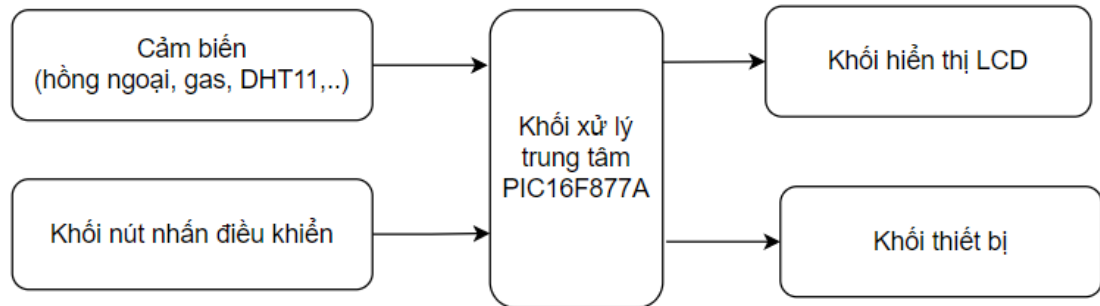 Cảm biến
(hồng ngoại, gas, DHT11,..)
Khối nút nhấn điều khiển
Khối xử lý
trung tâm
PIC16F877A
Khối hiển thị LCD
Khối thiết bị